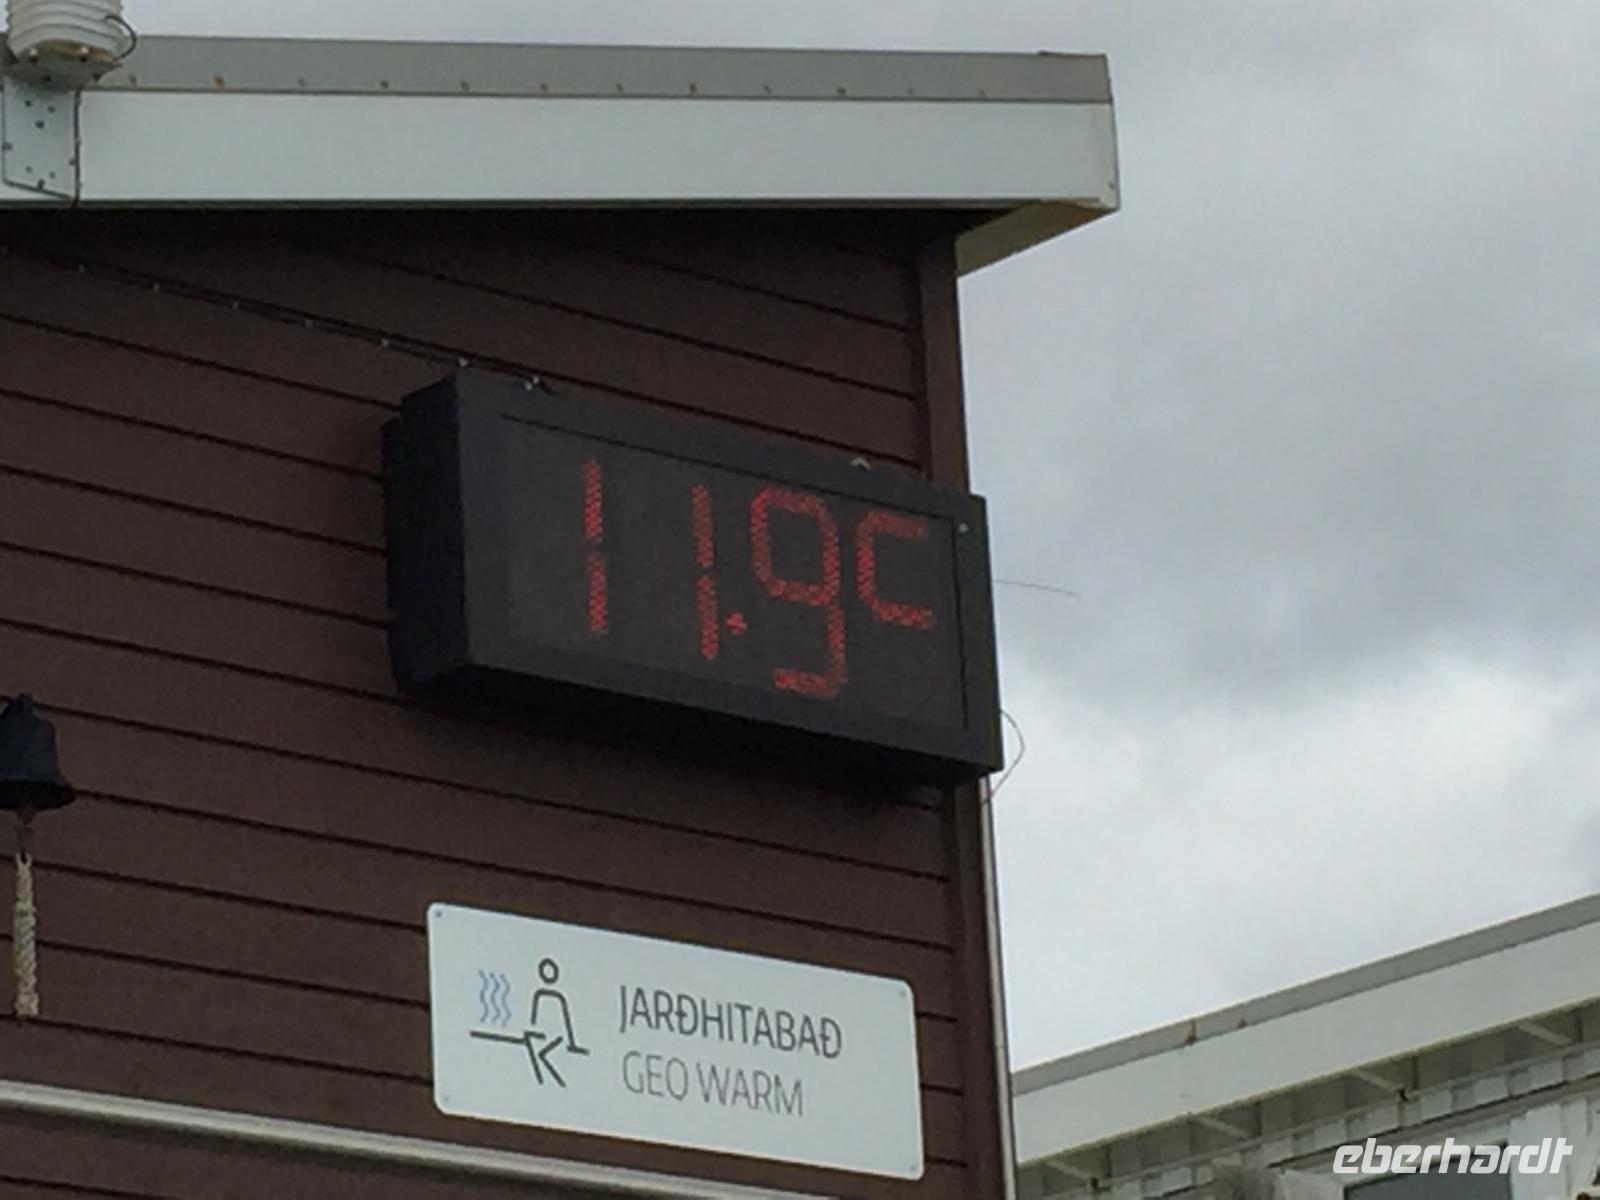 11.9c
JARÐHITABAÐ
GEO WARM
eberhardt